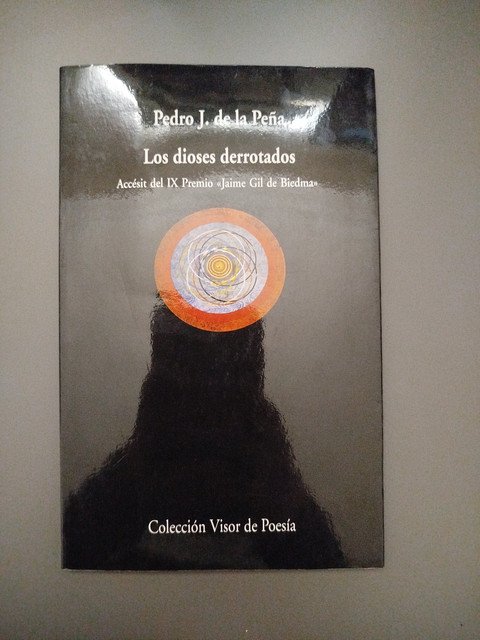 Pedro J. de la Peña
Los dioses derrotados
Accésit del IX Premio «Jaime Gil de Biedma»
Colección Visor de Poesía